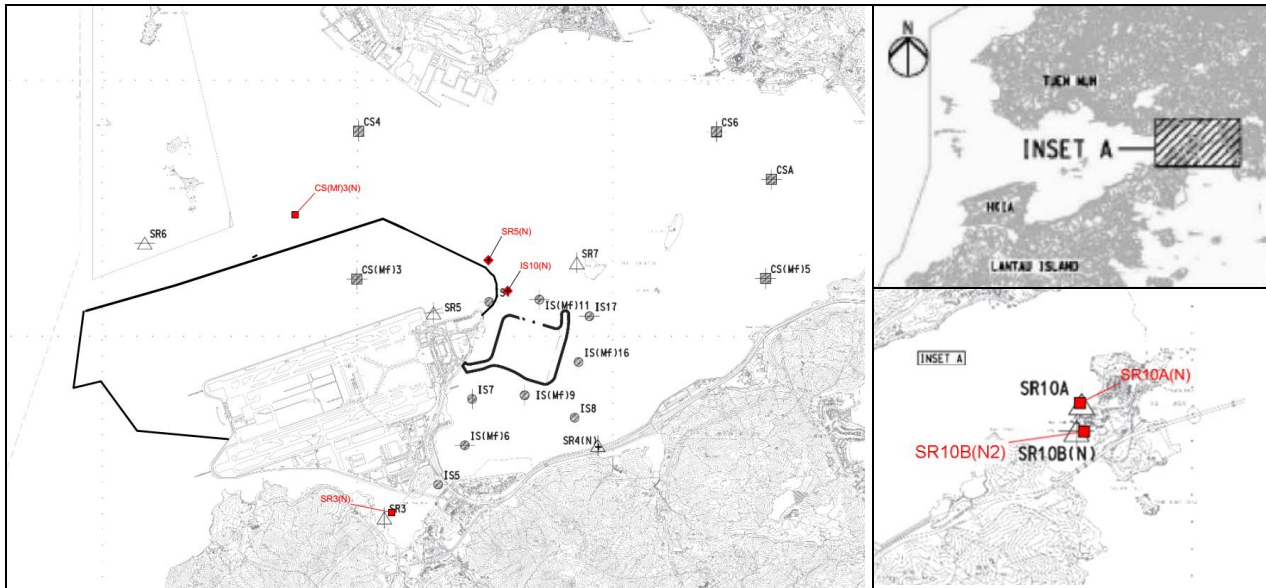 CS4
CS6
CSA
CS(Mf)3(N)
SR6
SR5(N)
SR7
IS10(N)
CS(Mf)3
CS(Mf)5
IS(Mf)11
SR5
IS17
IS(Mf)16
IS7
IS(Mf)9
IS8
IS(Mf)6
SR4(N)
IS5
SR3(N)
SR3
N
TUEN MUN
INSET A
HKIA
LANTAU ISLAND
INSET A
SR10A
SR10A(N)
SR10B(N2)
SR10B(N)